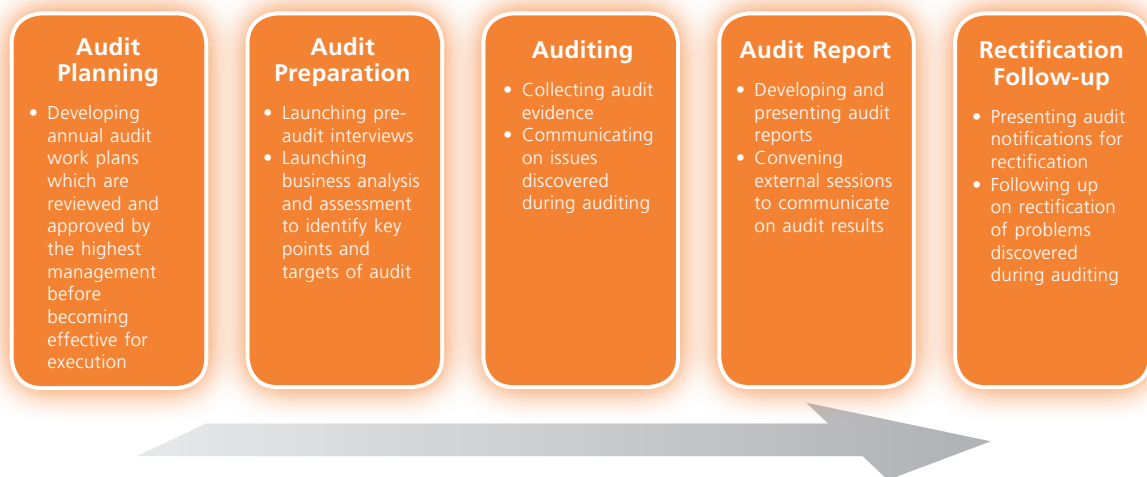 Audit
Planning
• Developing
annual audit
work plans
which are
reviewed and
approved by
the highest
management
before
becoming
effective for
execution
Audit
Preparation
• Launching pre-
audit interviews
• Launching
business analysis
and assessment
to identify key
points and
targets of audit
Auditing
• Collecting audit
evidence
• Communicating
on issues
discovered
during auditing
Audit Report
• Developing and
presenting audit
reports
• Convening
external sessions
to communicate
on audit results
Rectification
Follow-up
• Presenting audit
notifications for
rectification
• Following up
on rectification
of problems
discovered
during auditing